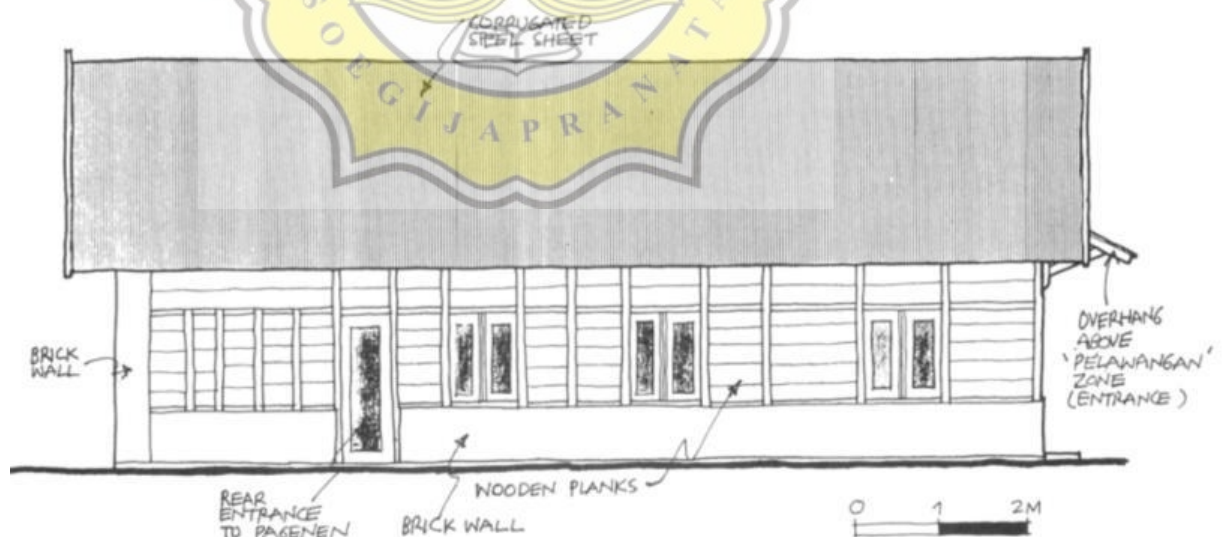 CORRUGATED
STEEL SHEET
SOEGIJAPRANATA
BRICK
WALL
OVERHANG
ABOVE
'PELAWANGAN'
ZONE
(ENTRANCE)
REAR
ENTRANCE
TO PAGENEN
BRICK WALL
WOODEN PLANKS
0 1 2M